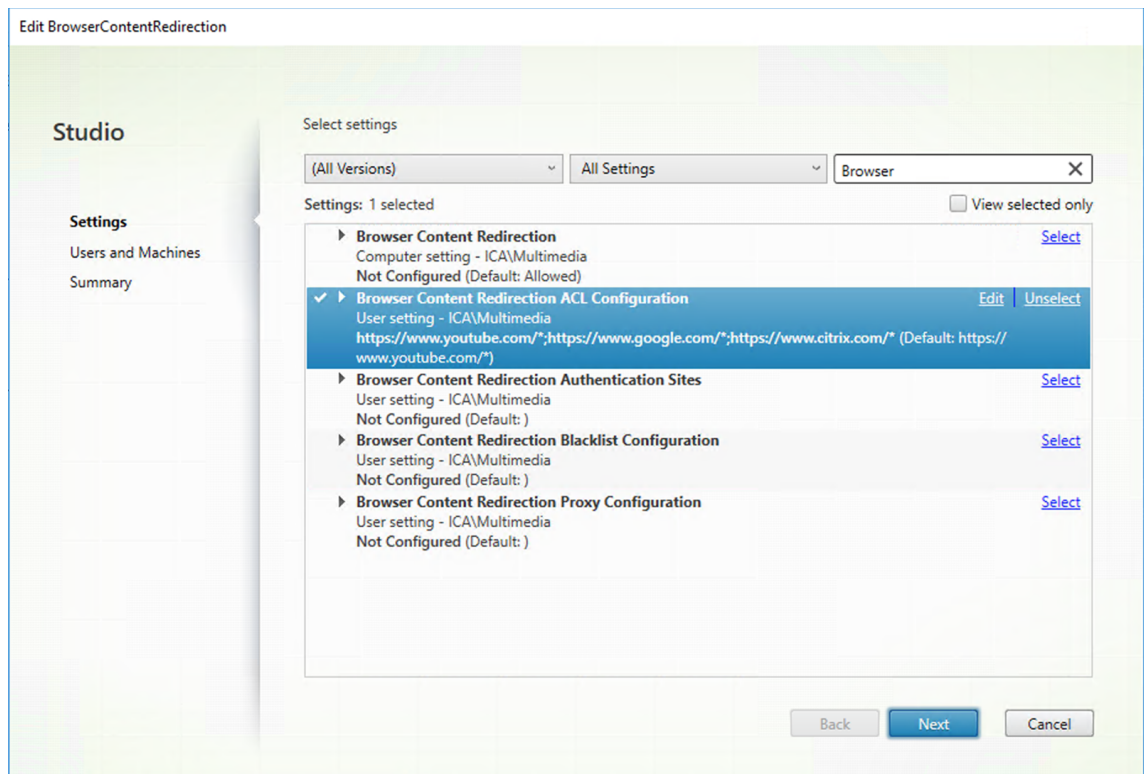 Edit BrowserContentRedirection
Studio
Settings
Users and Machines
Summary
Select settings
(All Versions)
All Settings
Browser
Settings: 1 selected
View selected only
Browser Content Redirection
Select
Computer setting - ICA\Multimedia
Not Configured (Default: Allowed)
Browser Content Redirection ACL Configuration
Edit
Unselect
User setting - ICA\Multimedia
https://www.youtube.com/*;https://www.google.com/*;https://www.citrix.com/* (Default: https://
www.youtube.com/*)
Browser Content Redirection Authentication Sites
Select
User setting - ICA\Multimedia
Not Configured (Default: )
Browser Content Redirection Blacklist Configuration
Select
User setting - ICA\Multimedia
Not Configured (Default: )
Browser Content Redirection Proxy Configuration
Select
User setting - ICA\Multimedia
Not Configured (Default: )
Back
Next
Cancel